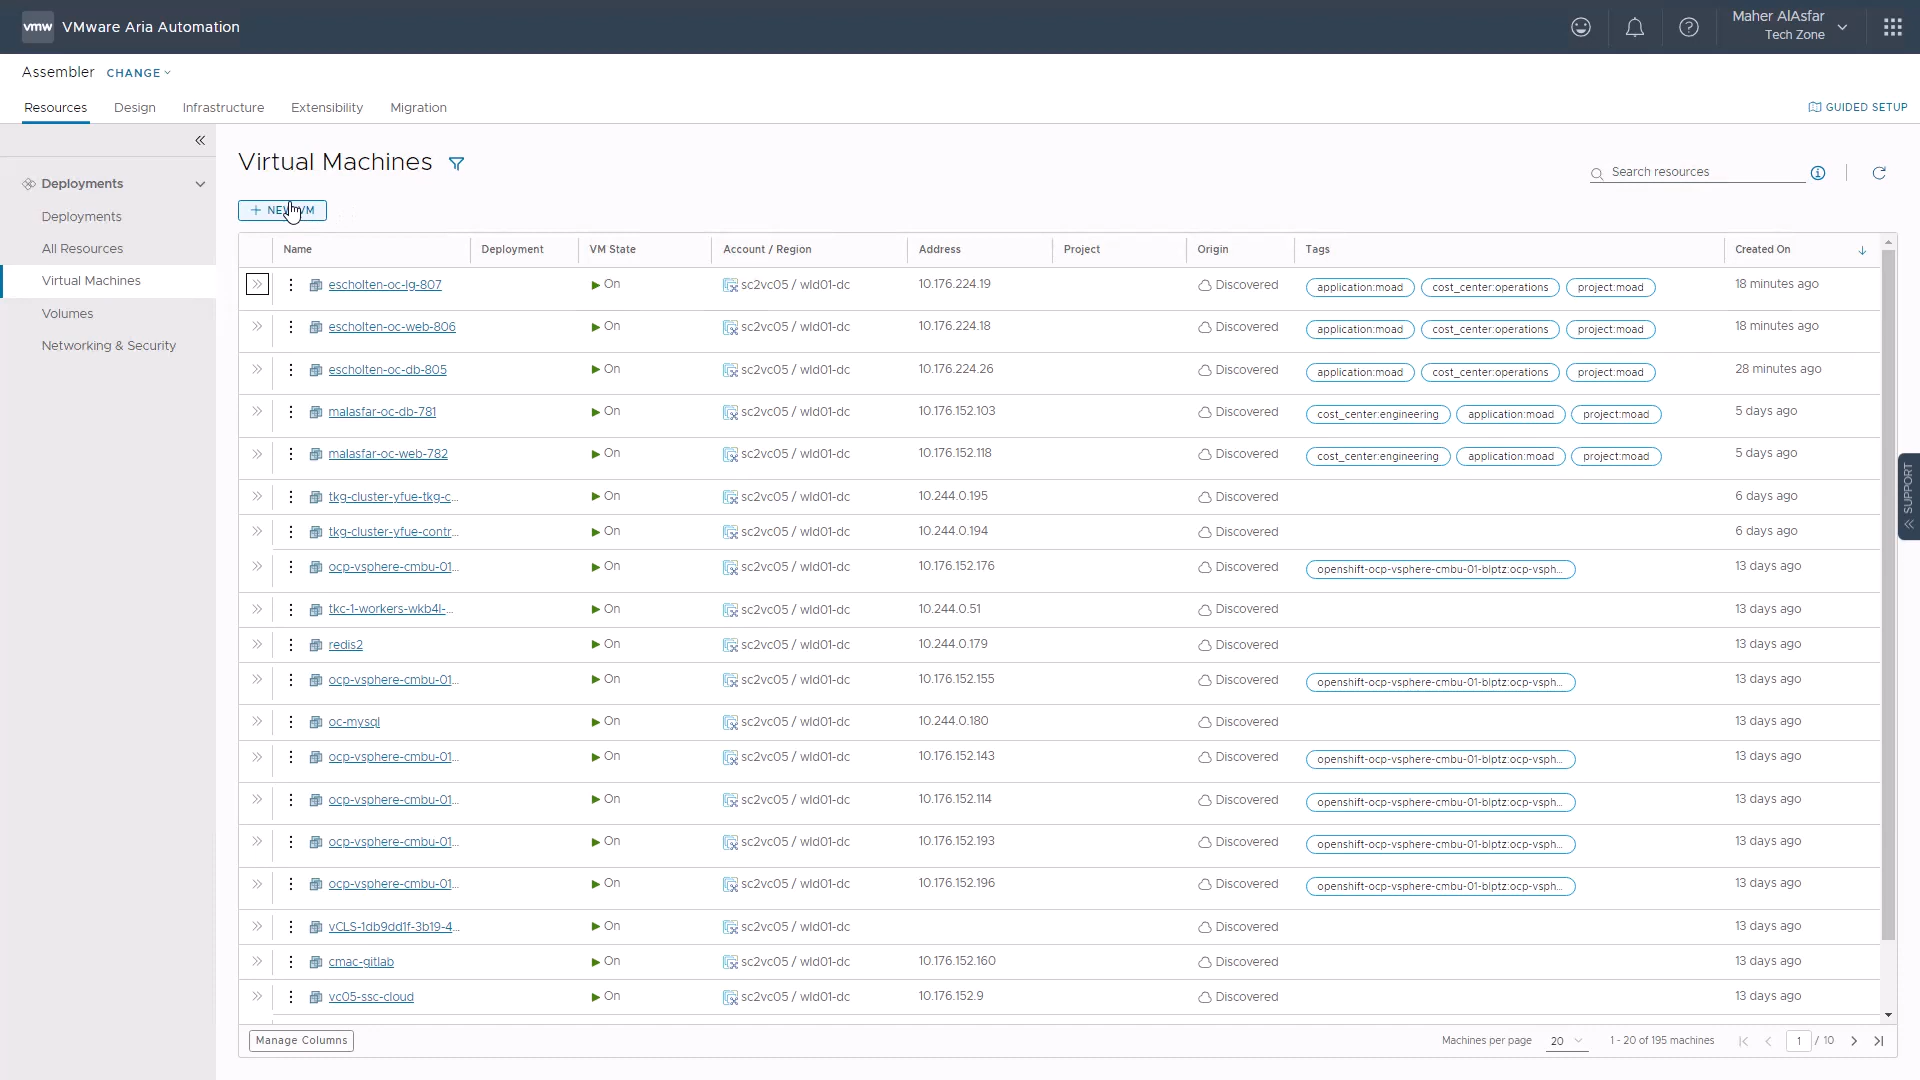 vmw VMware Aria Automation
Maher AlAsfar
Tech Zone
Assembler CHANGE
Resources Design Infrastructure Extensibility Migration
GUIDED SETUP
Deployments
Deployments
All Resources
Virtual Machines
Volumes
Networking & Security
Virtual Machines
Search resources
+ NEW VM
Name Deployment VM State Account / Region Address Project Origin Tags Created On
escholten-oc-lg-807 On sc2vc05 / wld01-dc 10.176.224.19 Discovered application:moad cost_center:operations project:moad 18 minutes ago
escholten-oc-web-806 On sc2vc05 / wld01-dc 10.176.224.18 Discovered application:moad cost_center:operations project:moad 18 minutes ago
escholten-oc-db-805 On sc2vc05 / wld01-dc 10.176.224.26 Discovered application:moad cost_center:operations project:moad 28 minutes ago
malasfar-oc-db-781 On sc2vc05 / wld01-dc 10.176.152.103 Discovered cost_center:engineering application:moad project:moad 5 days ago
malasfar-oc-web-782 On sc2vc05 / wld01-dc 10.176.152.118 Discovered cost_center:engineering application:moad project:moad 5 days ago
tkg-cluster-yfue-tkg-c... On sc2vc05 / wld01-dc 10.244.0.195 Discovered 6 days ago
tkg-cluster-yfue-contr... On sc2vc05 / wld01-dc 10.244.0.194 Discovered 6 days ago
ocp-vsphere-cmbu-01... On sc2vc05 / wld01-dc 10.176.152.176 Discovered openshift-ocp-vsphere-cmbu-01-blptz:ocp-vsph... 13 days ago
tkc-1-workers-wkb4l-... On sc2vc05 / wld01-dc 10.244.0.51 Discovered 13 days ago
redis2 On sc2vc05 / wld01-dc 10.244.0.179 Discovered 13 days ago
ocp-vsphere-cmbu-01... On sc2vc05 / wld01-dc 10.176.152.155 Discovered openshift-ocp-vsphere-cmbu-01-blptz:ocp-vsph... 13 days ago
oc-mysql On sc2vc05 / wld01-dc 10.244.0.180 Discovered 13 days ago
ocp-vsphere-cmbu-01... On sc2vc05 / wld01-dc 10.176.152.143 Discovered openshift-ocp-vsphere-cmbu-01-blptz:ocp-vsph... 13 days ago
ocp-vsphere-cmbu-01... On sc2vc05 / wld01-dc 10.176.152.114 Discovered openshift-ocp-vsphere-cmbu-01-blptz:ocp-vsph... 13 days ago
ocp-vsphere-cmbu-01... On sc2vc05 / wld01-dc 10.176.152.193 Discovered openshift-ocp-vsphere-cmbu-01-blptz:ocp-vsph... 13 days ago
ocp-vsphere-cmbu-01... On sc2vc05 / wld01-dc 10.176.152.196 Discovered openshift-ocp-vsphere-cmbu-01-blptz:ocp-vsph... 13 days ago
vCLS-1db9dd1f-3b19-4... On sc2vc05 / wld01-dc Discovered 13 days ago
cmac-gitlab On sc2vc05 / wld01-dc 10.176.152.160 Discovered 13 days ago
vc05-ssc-cloud On sc2vc05 / wld01-dc 10.176.152.9 Discovered 13 days ago
Manage Columns Machines per page 20 1 - 20 of 195 machines 1 / 10
SUPPORT